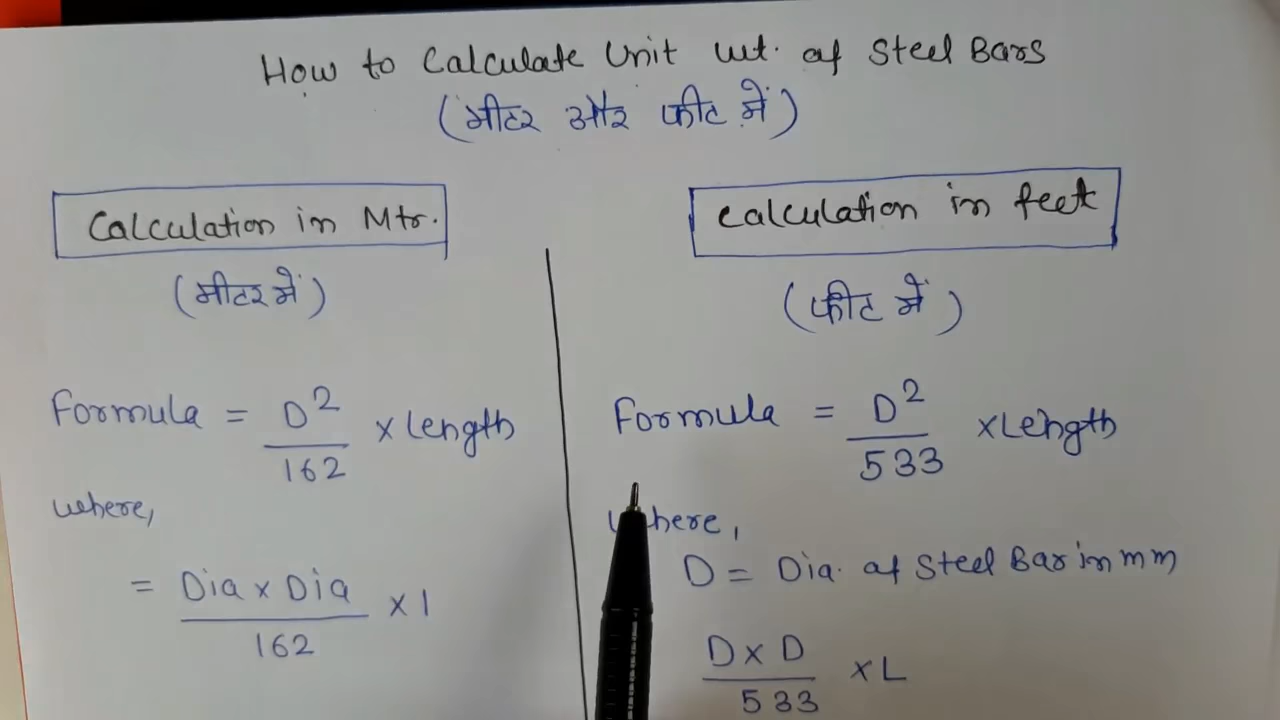 How to Calculate Unit wt. of Steel Bars
(मीटर और फीट में)
Calculation in Mtr.
(मीटर में)
Formula = D²/162 × Length
where,
= Dia × Dia/162 × 1
Calculation in feet
(फीट में)
Formula = D²/533 × Length
where,
D = Dia. of Steel Bar in mm
D × D/533 × L